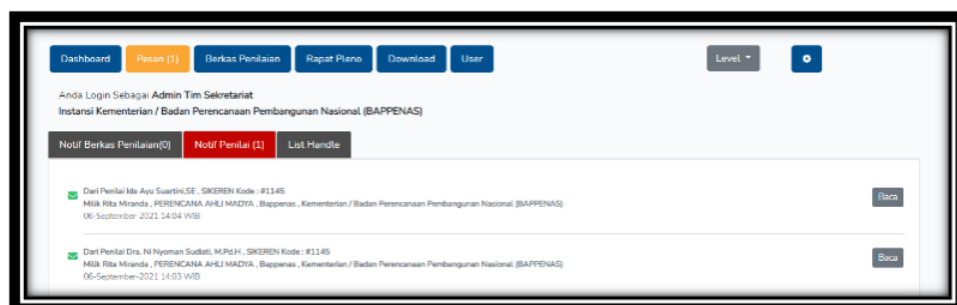 Dashboard Pesan (1) Berkas Penilaian Rapat Pleno Download User Level
Anda Login Sebagai Admin Tim Sekretariat
Instansi Kementerian / Badan Perencanaan Pembangunan Nasional (BAPPENAS)
Notif Berkas Penilaian(0) Notif Penilai (1) List Handle
Dari Penilai Ida Ayu Suartini,SE , SIKEREN Kode : #1145
Milik Rita Miranda , PERENCANA AHLI MADYA , Bappenas , Kementerian / Badan Perencanaan Pembangunan Nasional (BAPPENAS)
Baca
06-September-2021 14:04 WIB
Dari Penilai Dra. Ni Nyoman Sudiati, M.Pd.H , SIKEREN Kode : #1145
Milik Rita Miranda , PERENCANA AHLI MADYA , Bappenas , Kementerian / Badan Perencanaan Pembangunan Nasional (BAPPENAS)
Baca
06-September-2021 14:03 WIB